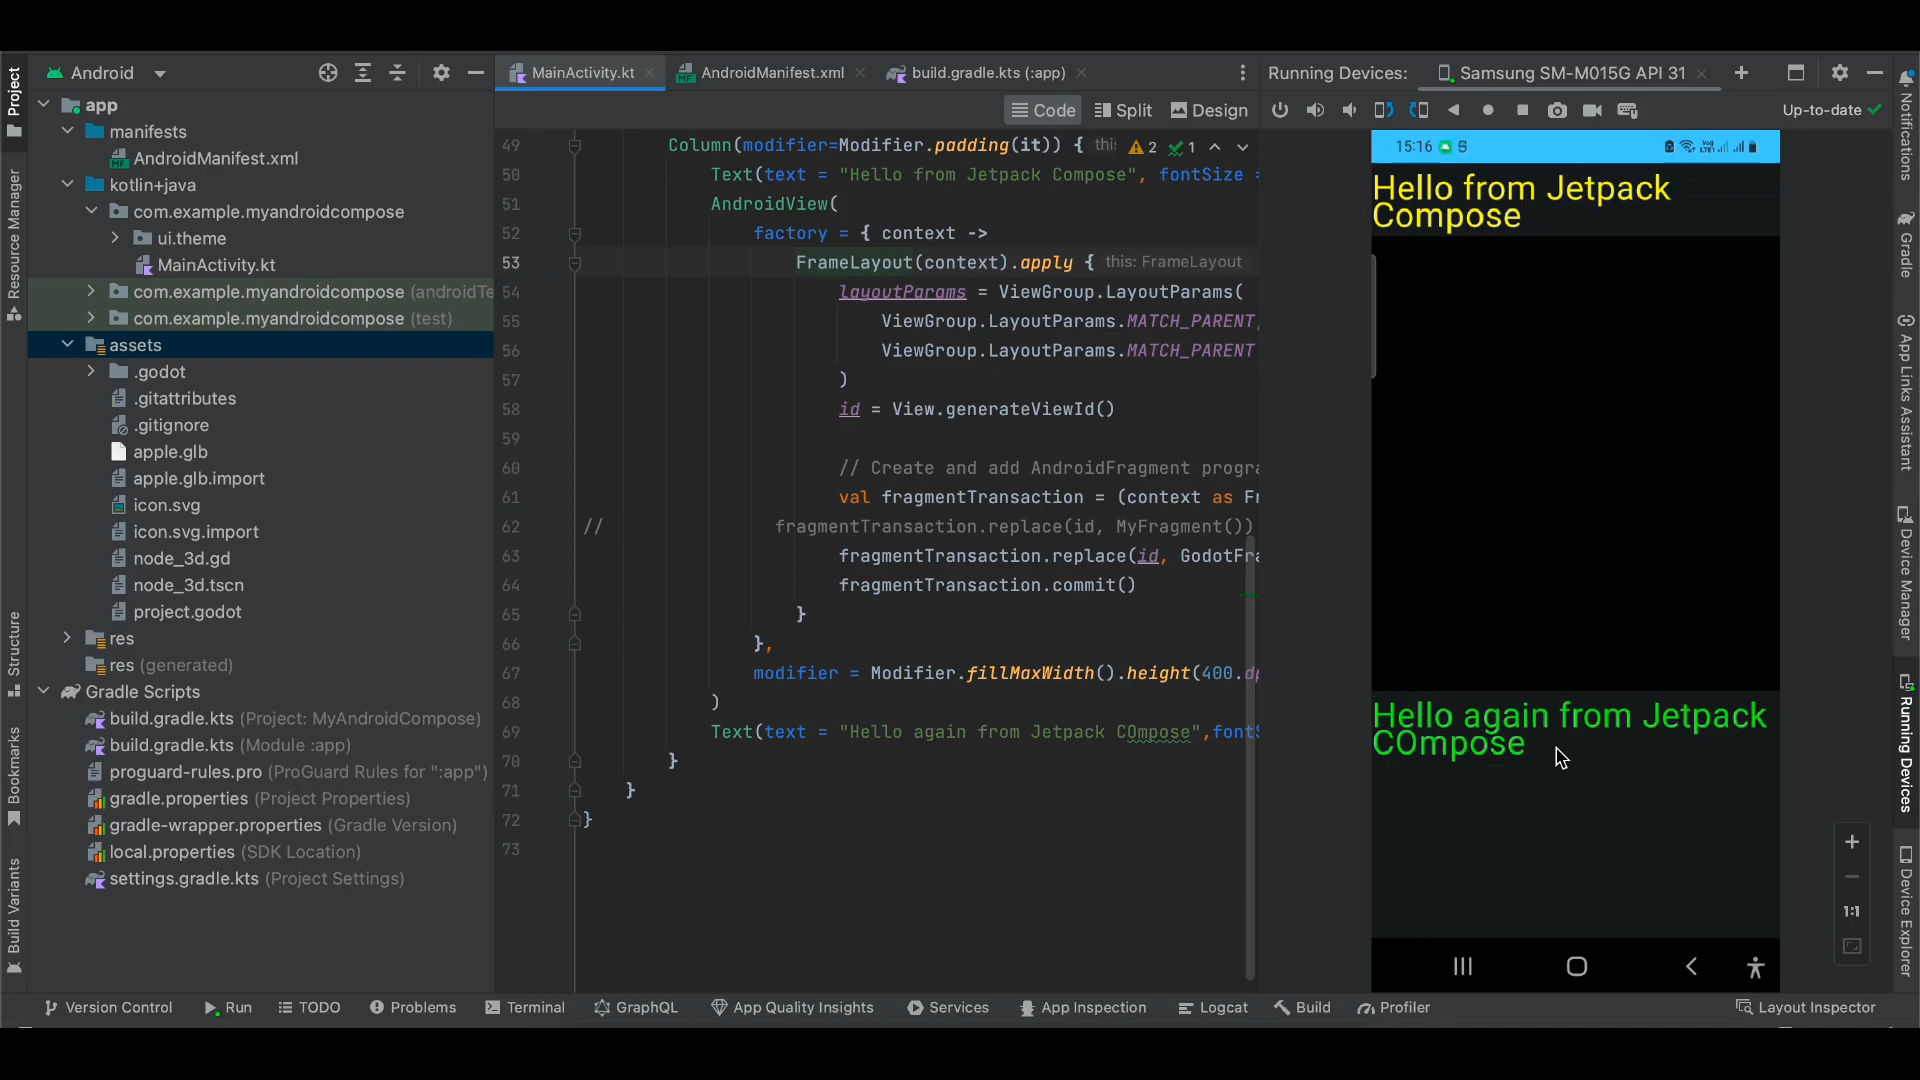 Android
MainActivity.kt
AndroidManifest.xml
build.gradle.kts (:app)
Running Devices:
Samsung SM-M015G API 31
Code
Split
Design
Up-to-date
Project
Resource Manager
Structure
Bookmarks
Build Variants
app
manifests
AndroidManifest.xml
kotlin+java
com.example.myandroidcompose
ui.theme
MainActivity.kt
com.example.myandroidcompose (androidTe
com.example.myandroidcompose (test)
assets
.godot
.gitattributes
.gitignore
apple.glb
apple.glb.import
icon.svg
icon.svg.import
node_3d.gd
node_3d.tscn
project.godot
res
res (generated)
Gradle Scripts
build.gradle.kts (Project: MyAndroidCompose)
build.gradle.kts (Module :app)
proguard-rules.pro (ProGuard Rules for ":app")
gradle.properties (Project Properties)
gradle-wrapper.properties (Gradle Version)
local.properties (SDK Location)
settings.gradle.kts (Project Settings)
49 Column(modifier=Modifier.padding(it)) { this 2 1
50 Text(text = "Hello from Jetpack Compose", fontSize =
51 AndroidView(
52 factory = { context ->
53 FrameLayout(context).apply { this: FrameLayout
54 layoutParams = ViewGroup.LayoutParams(
55 ViewGroup.LayoutParams.MATCH_PARENT,
56 ViewGroup.LayoutParams.MATCH_PARENT
57 )
58 id = View.generateViewId()
59
60 // Create and add AndroidFragment progra
61 val fragmentTransaction = (context as Fr
62 // fragmentTransaction.replace(id, MyFragment())
63 fragmentTransaction.replace(id, GodotFra
64 fragmentTransaction.commit()
65 }
66 },
67 modifier = Modifier.fillMaxWidth().height(400.dp
68 )
69 Text(text = "Hello again from Jetpack COmpose",fontS
70 }
71 }
72 }
73
15:16
Hello from Jetpack
Compose
Hello again from Jetpack
COmpose
1:1
Notifications
Gradle
App Links Assistant
Device Manager
Running Devices
Device Explorer
Version Control
Run
TODO
Problems
Terminal
GraphQL
App Quality Insights
Services
App Inspection
Logcat
Build
Profiler
Layout Inspector